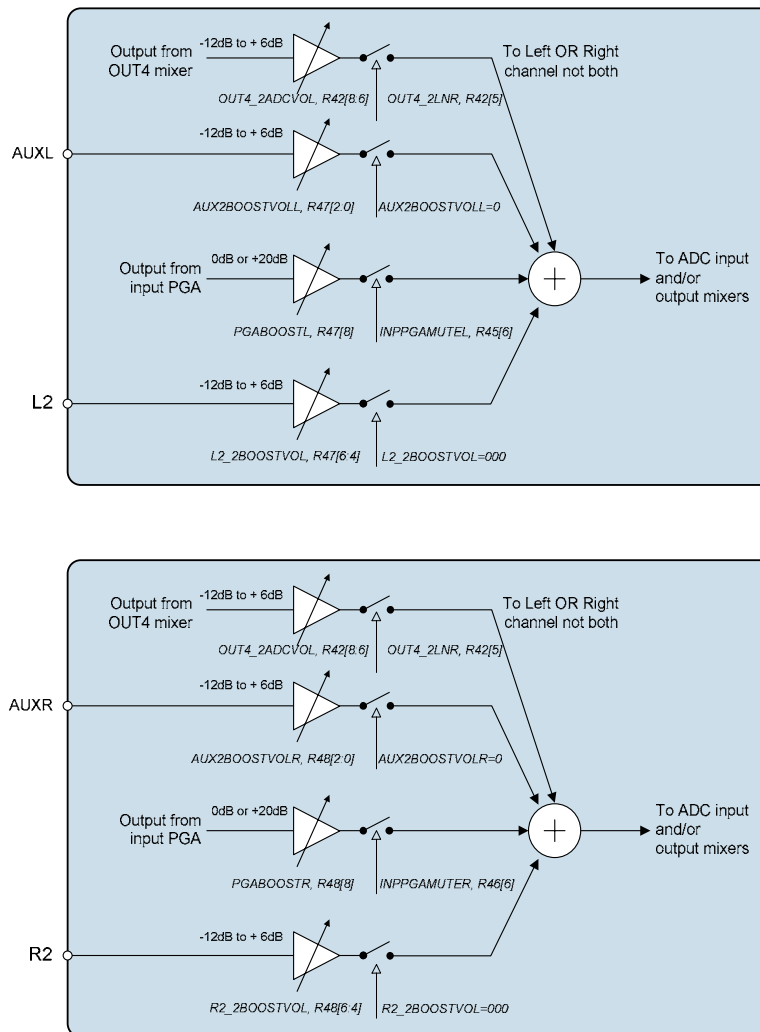 Output from
OUT4 mixer
-12dB to + 6dB
To Left OR Right
channel not both
OUT4_2ADCVOL, R42[8:6]
OUT4_2LNR, R42[5]
AUXL
-12dB to + 6dB
AUX2BOOSTVOLL, R47[2:0]
AUX2BOOSTVOLL=0
Output from
input PGA
0dB or +20dB
To ADC input
and/or
output mixers
PGABOOSTL, R47[8]
INPPGAMUTEL, R45[6]
L2
-12dB to + 6dB
L2_2BOOSTVOL, R47[6:4]
L2_2BOOSTVOL=000
Output from
OUT4 mixer
-12dB to + 6dB
To Left OR Right
channel not both
OUT4_2ADCVOL, R42[8:6]
OUT4_2LNR, R42[5]
AUXR
-12dB to + 6dB
AUX2BOOSTVOLR, R48[2:0]
AUX2BOOSTVOLR=0
Output from
input PGA
0dB or +20dB
To ADC input
and/or
output mixers
PGABOOSTR, R48[8]
INPPGAMUTER, R46[6]
R2
-12dB to + 6dB
R2_2BOOSTVOL, R48[6:4]
R2_2BOOSTVOL=000